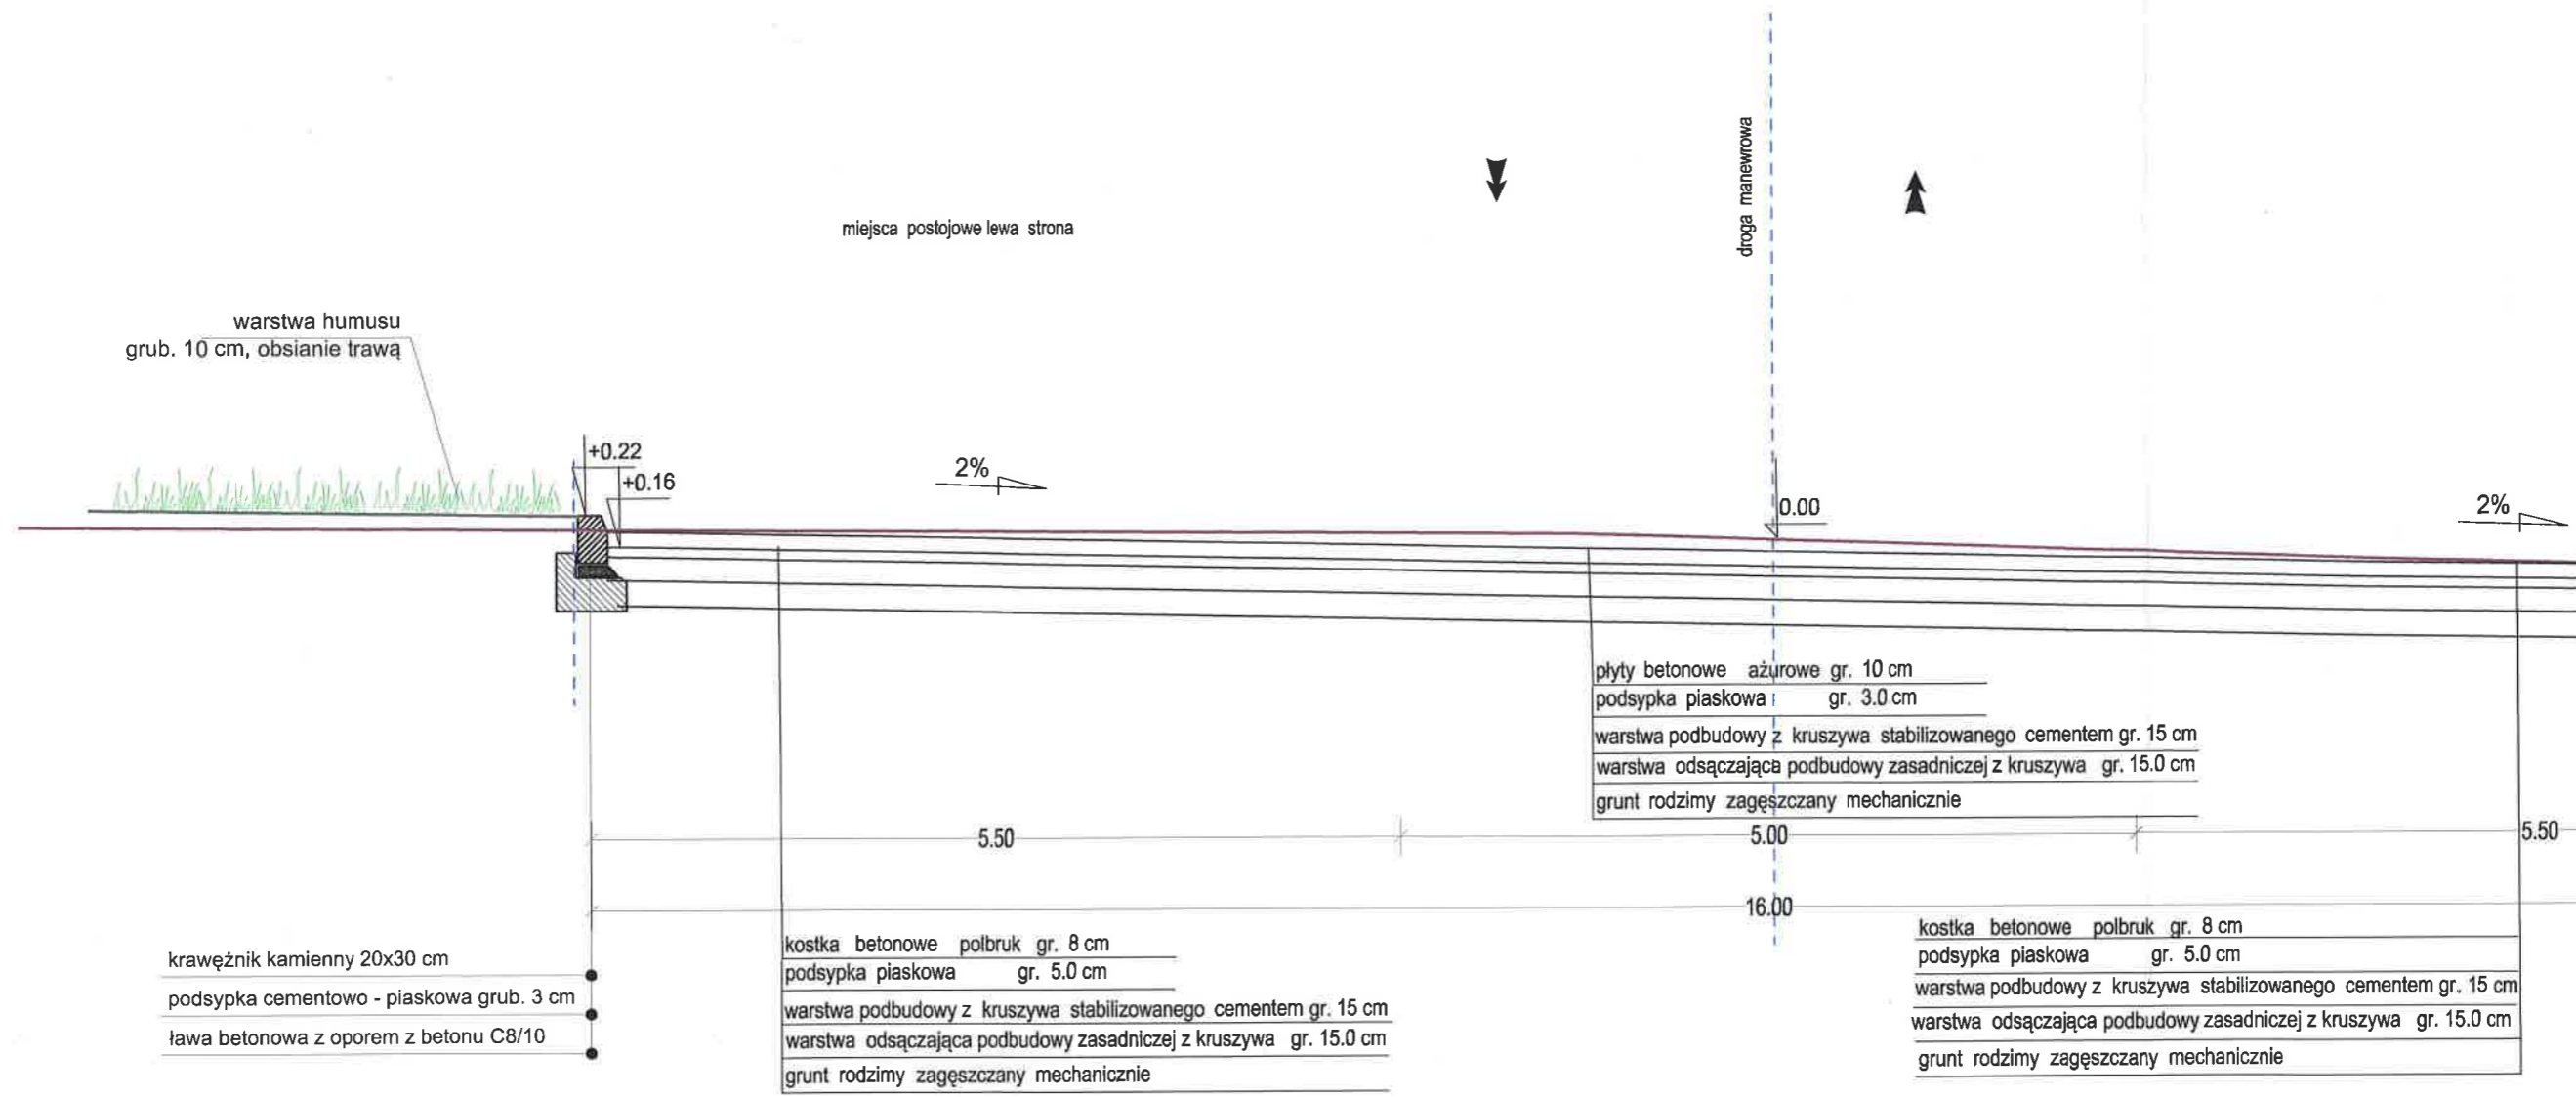 droga manewrowa
miejsca postojowe lewa strona
warstwa humusu
grub. 10 cm, obsianie trawą
+0.22
+0.16
2%
0.00
2%
płyty betonowe ażurowe gr. 10 cm
podsypka piaskowa gr. 3.0 cm
warstwa podbudowy z kruszywa stabilizowanego cementem gr. 15 cm
warstwa odsączająca podbudowy zasadniczej z kruszywa gr. 15.0 cm
grunt rodzimy zagęszczany mechanicznie
5.50
5.00
5.50
16.00
krawężnik kamienny 20x30 cm
podsypka cementowo - piaskowa grub. 3 cm
ława betonowa z oporem z betonu C8/10
kostka betonowe polbruk gr. 8 cm
podsypka piaskowa gr. 5.0 cm
warstwa podbudowy z kruszywa stabilizowanego cementem gr. 15 cm
warstwa odsączająca podbudowy zasadniczej z kruszywa gr. 15.0 cm
grunt rodzimy zagęszczany mechanicznie
kostka betonowe polbruk gr. 8 cm
podsypka piaskowa gr. 5.0 cm
warstwa podbudowy z kruszywa stabilizowanego cementem gr. 15 cm
warstwa odsączająca podbudowy zasadniczej z kruszywa gr. 15.0 cm
grunt rodzimy zagęszczany mechanicznie